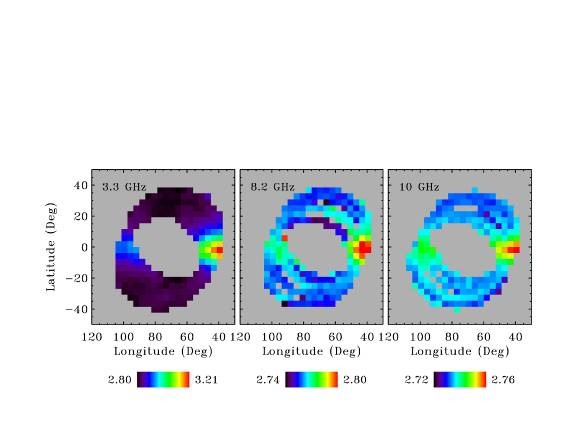 3.3 GHz 8.2 GHz 10 GHz
40
20
0
-20
-40
Latitude (Deg)
120 100 80 60 40 120 100 80 60 40 120 100 80 60 40
Longitude (Deg) Longitude (Deg) Longitude (Deg)
2.80 3.21 2.74 2.80 2.72 2.76